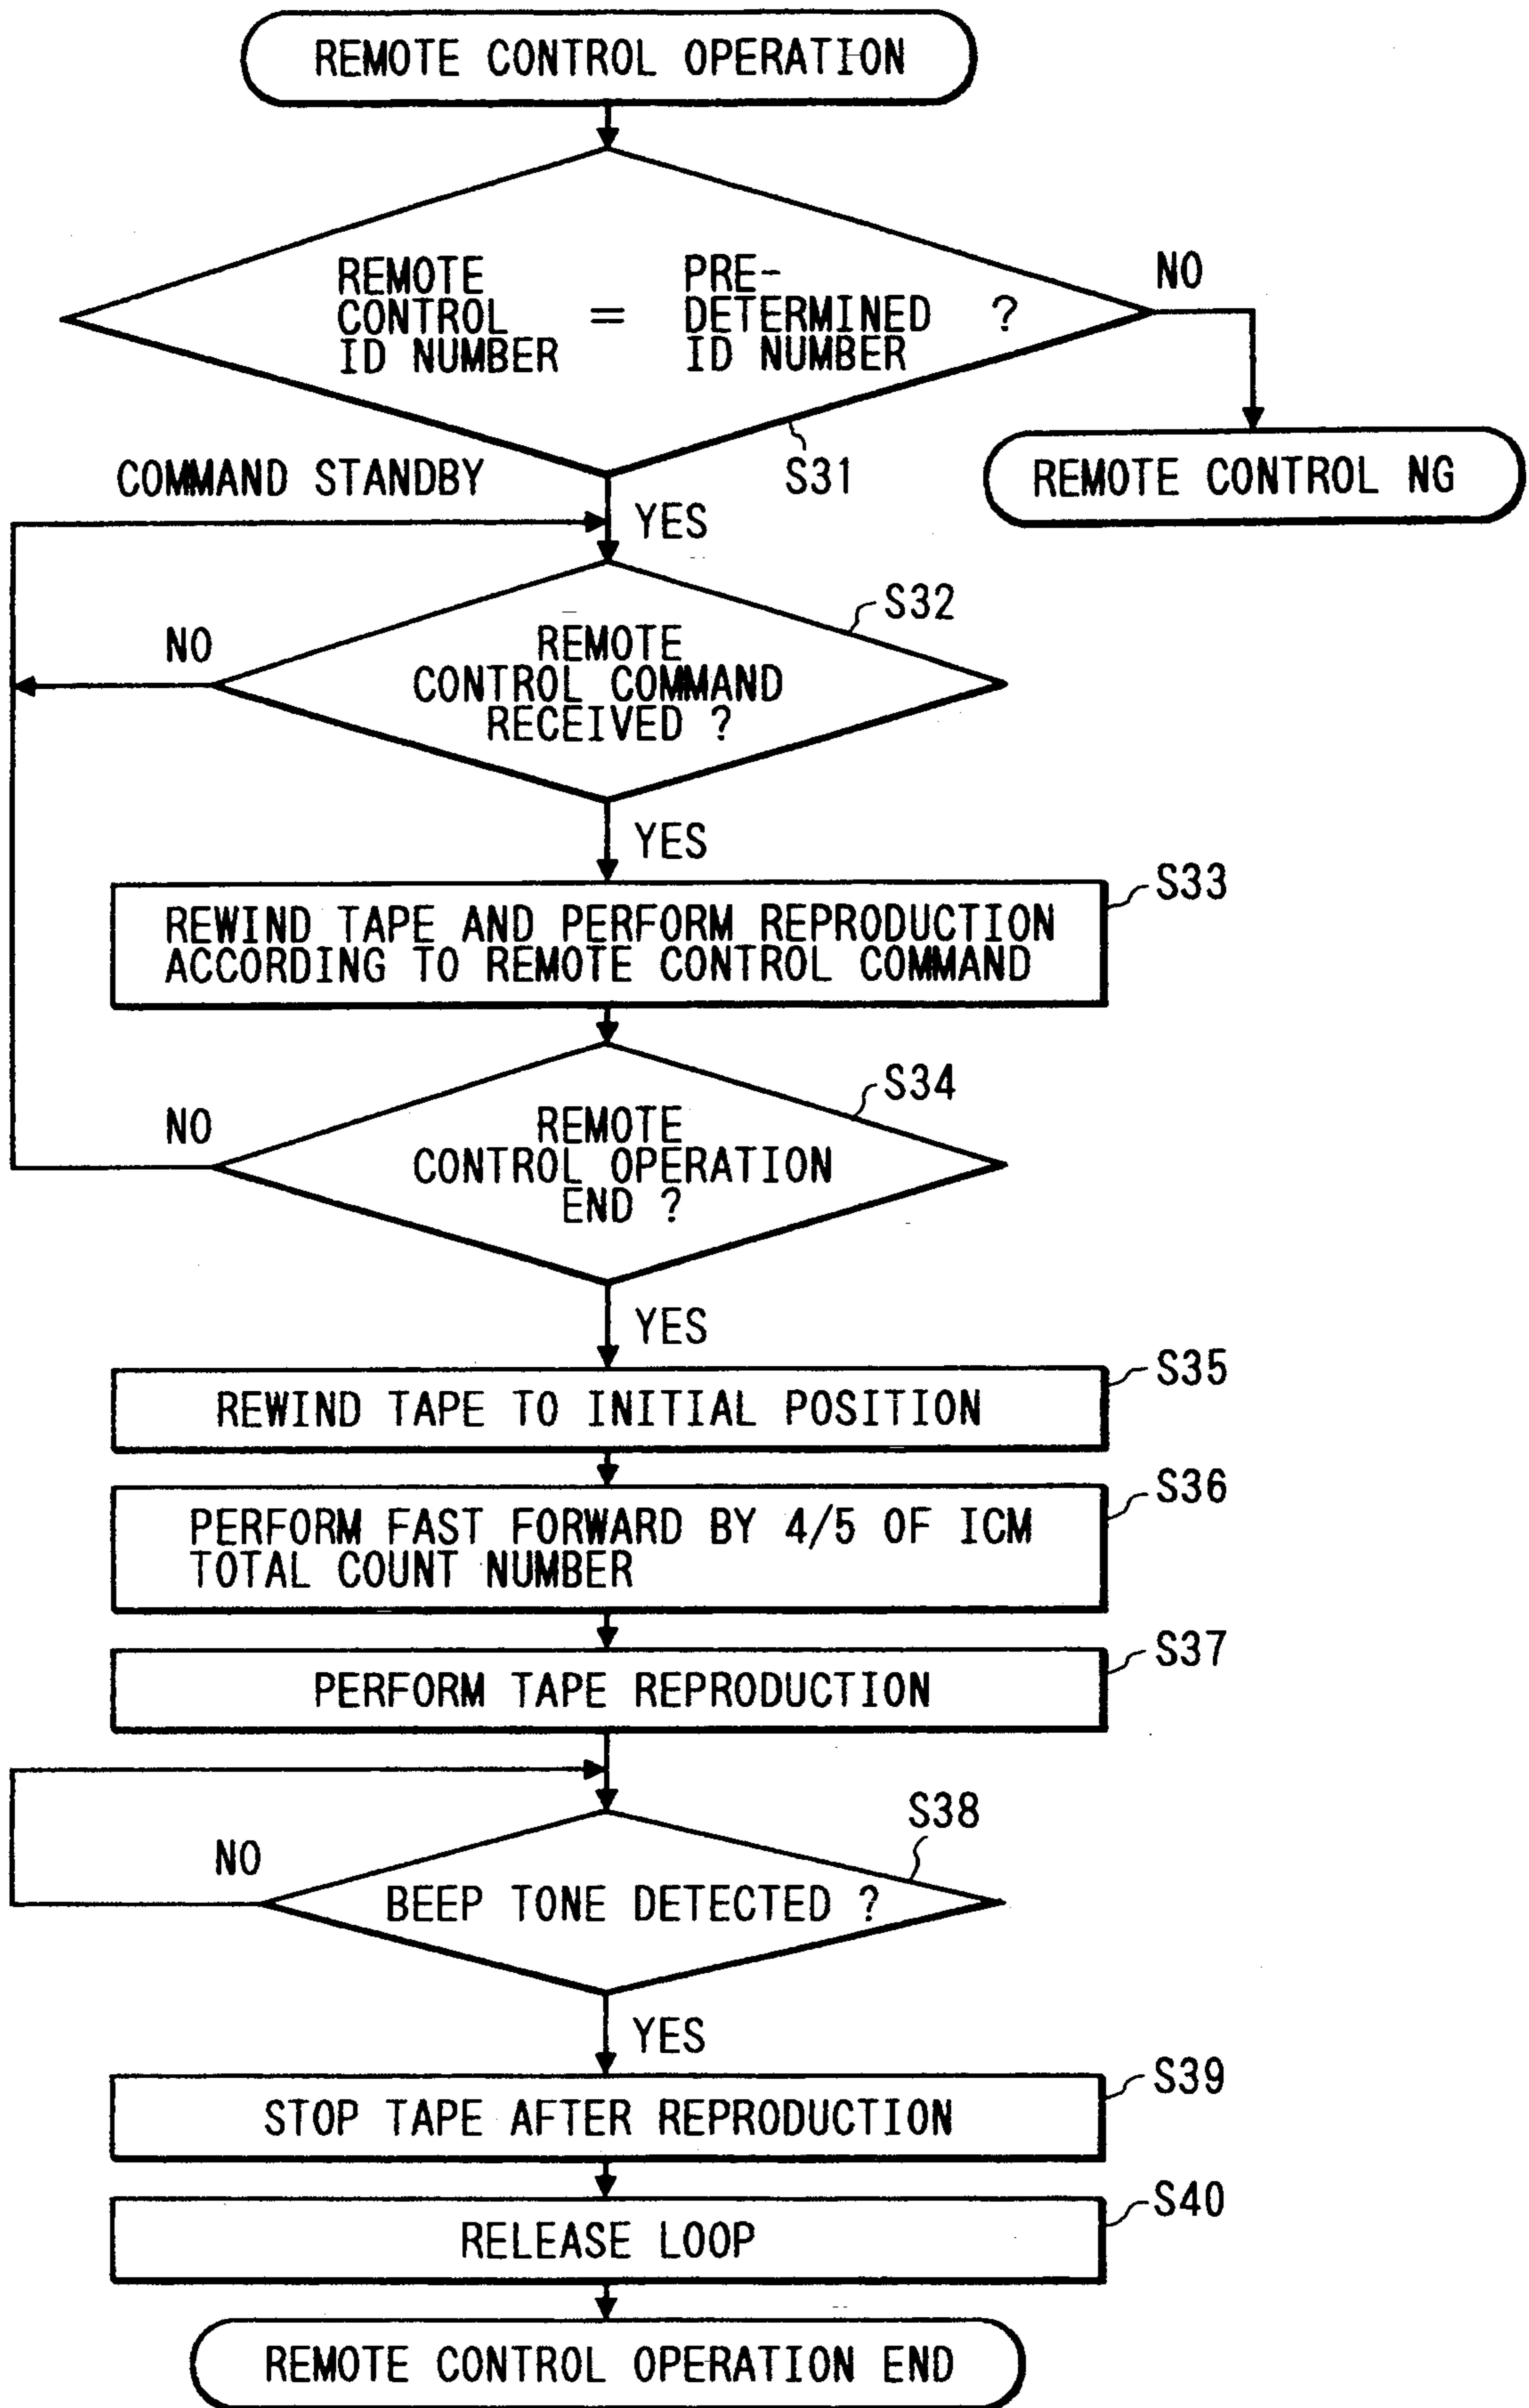 REMOTE CONTROL OPERATION
REMOTE
CONTROL
ID NUMBER
=
PRE-
DETERMINED
ID NUMBER
?
NO
S31
REMOTE CONTROL NG
COMMAND STANDBY
YES
S32
NO
REMOTE
CONTROL COMMAND
RECEIVED ?
YES
S33
REWIND TAPE AND PERFORM REPRODUCTION
ACCORDING TO REMOTE CONTROL COMMAND
S34
NO
REMOTE
CONTROL OPERATION
END ?
YES
S35
REWIND TAPE TO INITIAL POSITION
S36
PERFORM FAST FORWARD BY 4/5 OF ICM
TOTAL COUNT NUMBER
S37
PERFORM TAPE REPRODUCTION
S38
NO
BEEP TONE DETECTED ?
YES
S39
STOP TAPE AFTER REPRODUCTION
S40
RELEASE LOOP
REMOTE CONTROL OPERATION END